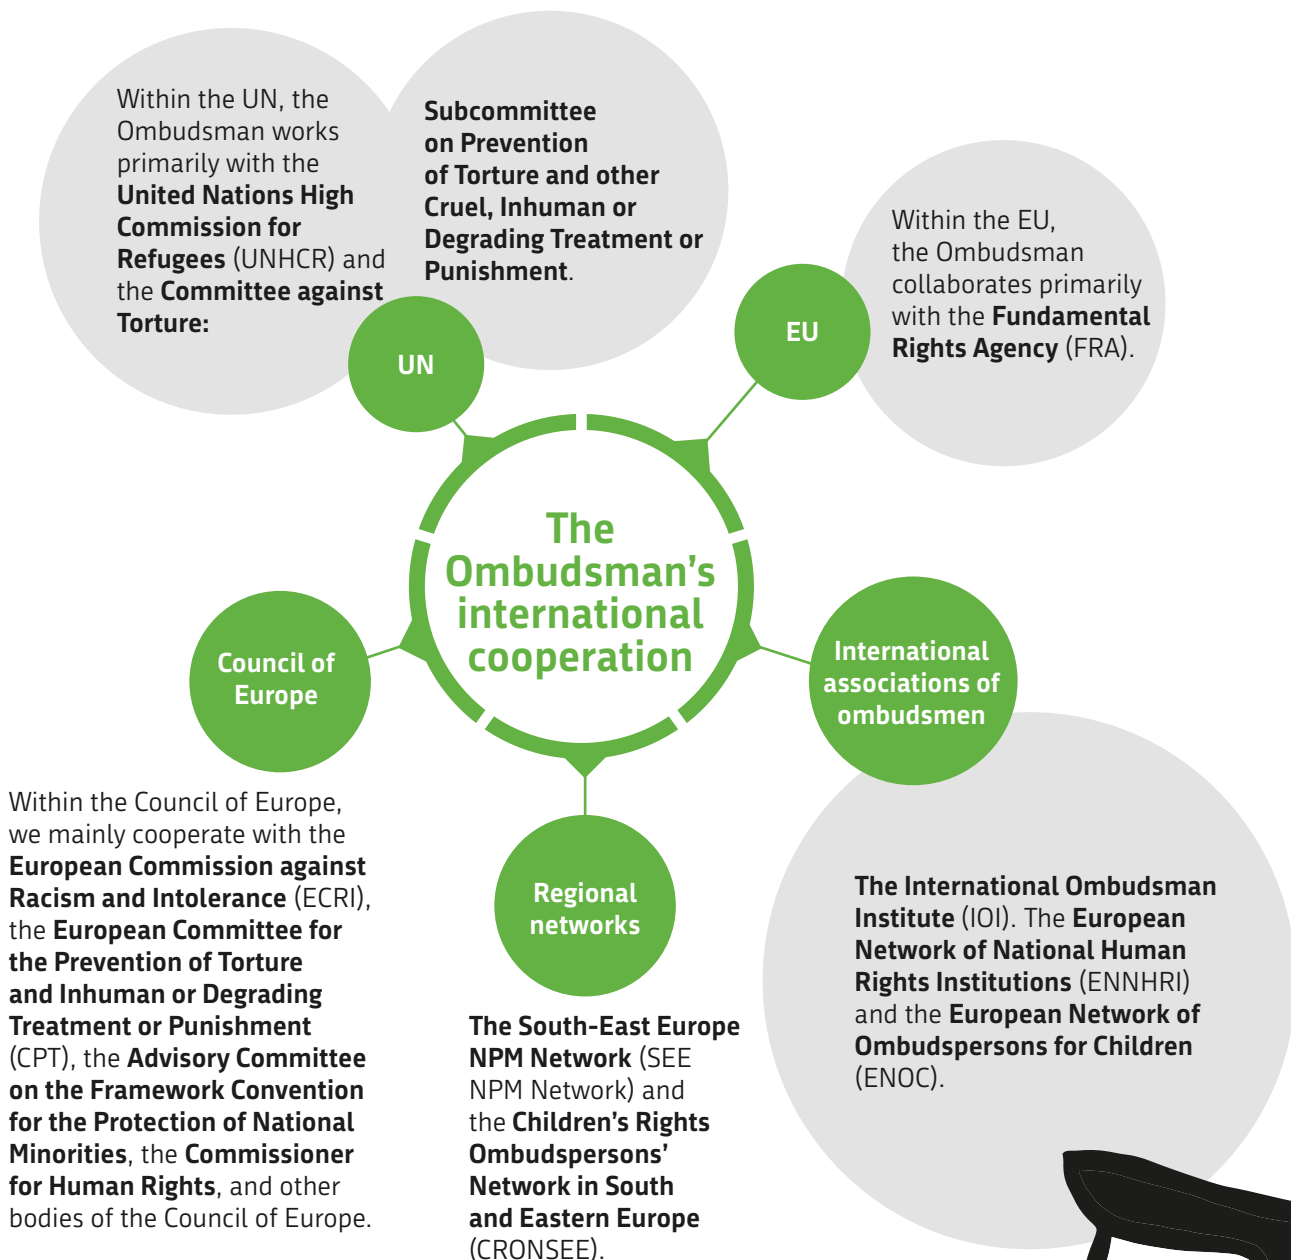 Within the UN, the
Ombudsman works
primarily with the
United Nations High
Commission for
Refugees (UNHCR) and
the Committee against
Torture:
Subcommittee
on Prevention
of Torture and other
Cruel, Inhuman or
Degrading Treatment or
Punishment.
UN
EU
Within the EU,
the Ombudsman
collaborates primarily
with the Fundamental
Rights Agency (FRA).
The
Ombudsman’s
international
cooperation
Council of
Europe
Within the Council of Europe,
we mainly cooperate with the
European Commission against
Racism and Intolerance (ECRI),
the European Committee for
the Prevention of Torture
and Inhuman or Degrading
Treatment or Punishment
(CPT), the Advisory Committee
on the Framework Convention
for the Protection of National
Minorities, the Commissioner
for Human Rights, and other
bodies of the Council of Europe.
Regional
networks
The South-East Europe
NPM Network (SEE
NPM Network) and
the Children’s Rights
Ombudspersons’
Network in South
and Eastern Europe
(CRONSEE).
International
associations of
ombudsmen
The International Ombudsman
Institute (IOI). The European
Network of National Human
Rights Institutions (ENNHRI)
and the European Network of
Ombudspersons for Children
(ENOC).